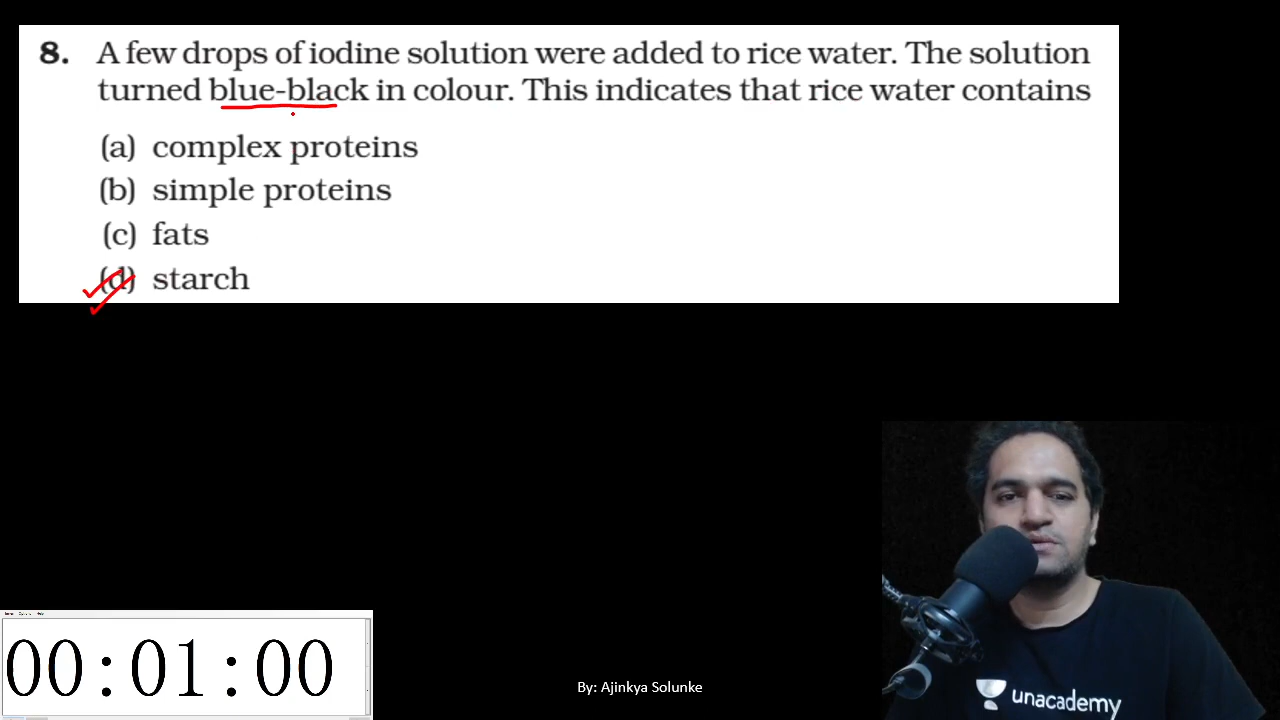 8. A few drops of iodine solution were added to rice water. The solution
turned blue-black in colour. This indicates that rice water contains
(a) complex proteins
(b) simple proteins
(c) fats
(d) starch
00:01:00
By: Ajinkya Solunke
unacademy